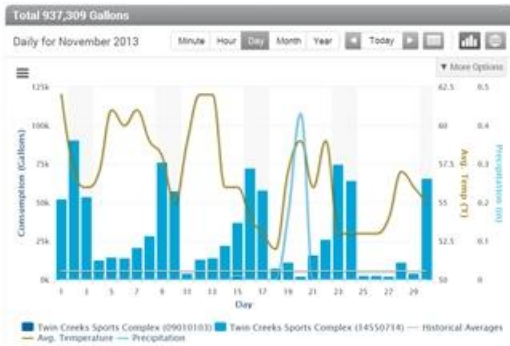 Total 937,309 Gallons
Daily for November 2013
Minute Hour Day Month Year Today
▼ More Options
125k 100k 75k 50k 25k 0k
Consumption (Gallons)
62.5 60 57.5 55 52.5 50
Avg. Temp (°F)
0.5 0.4 0.3 0.2 0.1 0
Precipitation (in)
1 3 5 7 9 11 13 15 17 19 21 23 25 27 29
Day
Twin Creeks Sports Complex (09010103) Twin Creeks Sports Complex (14550714) Historical Averages
Avg. Temperature Precipitation